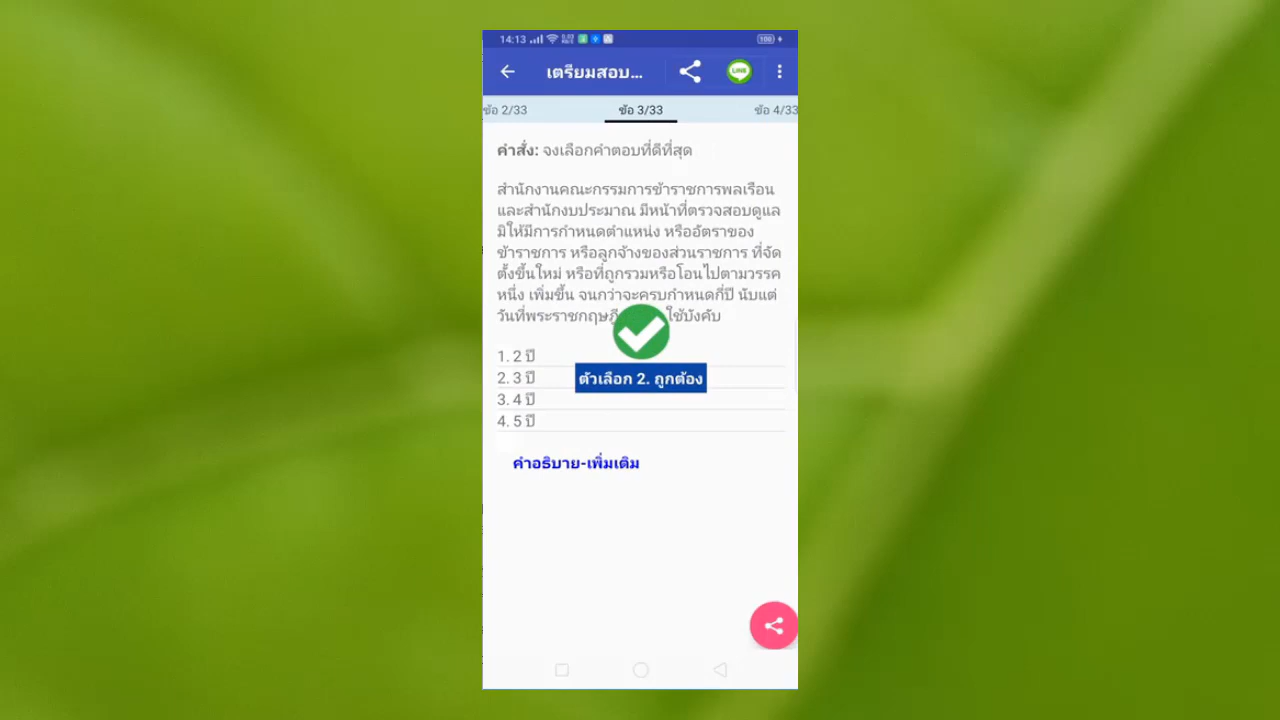 14:13
100
เตรียมสอบ...
LINE
ข้อ 2/33
ข้อ 3/33
ข้อ 4/33
คำสั่ง: จงเลือกคำตอบที่ดีที่สุด
สำนักงานคณะกรรมการข้าราชการพลเรือน
และสำนักงบประมาณ มีหน้าที่ตรวจสอบดูแล
มิให้มีการกำหนดตำแหน่ง หรืออัตราของ
ข้าราชการ หรือลูกจ้างของส่วนราชการ ที่จัด
ตั้งขึ้นใหม่ หรือที่ถูกรวมหรือโอนไปตามวรรค
หนึ่ง เพิ่มขึ้น จนกว่าจะครบกำหนดกี่ปี นับแต่
วันที่พระราชกฤษฎี ใช้บังคับ
1. 2 ปี
2. 3 ปี
ตัวเลือก 2. ถูกต้อง
3. 4 ปี
4. 5 ปี
คำอธิบาย-เพิ่มเติม